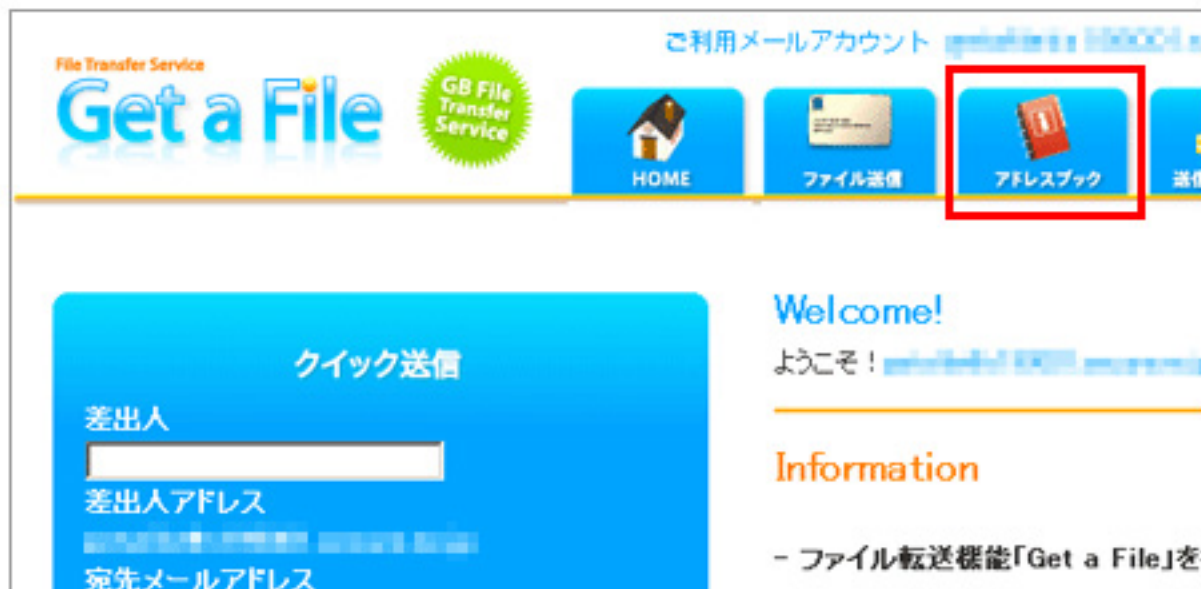 ご利用メールアカウント
File Transfer Service
Get a File
GB File
Transfer
Service
HOME
ファイル送信
アドレスブック
送信
Welcome!
ようこそ!
クイック送信
差出人
差出人アドレス
宛先メールアドレス
Information
- ファイル転送機能「Get a File」を